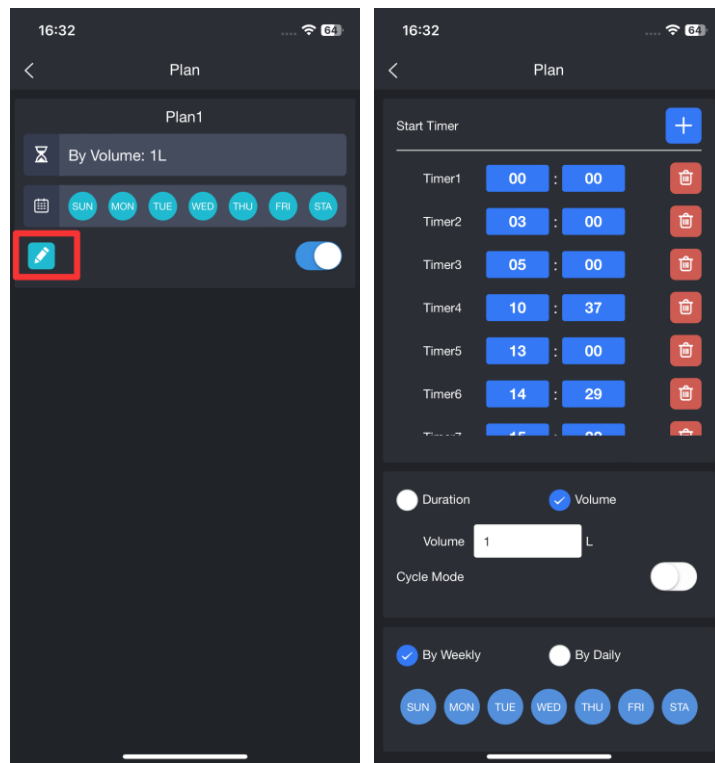 16:32
64
Plan
Plan1
By Volume: 1L
SUN MON TUE WED THU FRI STA
16:32
64
Plan
Start Timer
Timer1 00 : 00
Timer2 03 : 00
Timer3 05 : 00
Timer4 10 : 37
Timer5 13 : 00
Timer6 14 : 29
Duration Volume
Volume 1 L
Cycle Mode
By Weekly By Daily
SUN MON TUE WED THU FRI STA